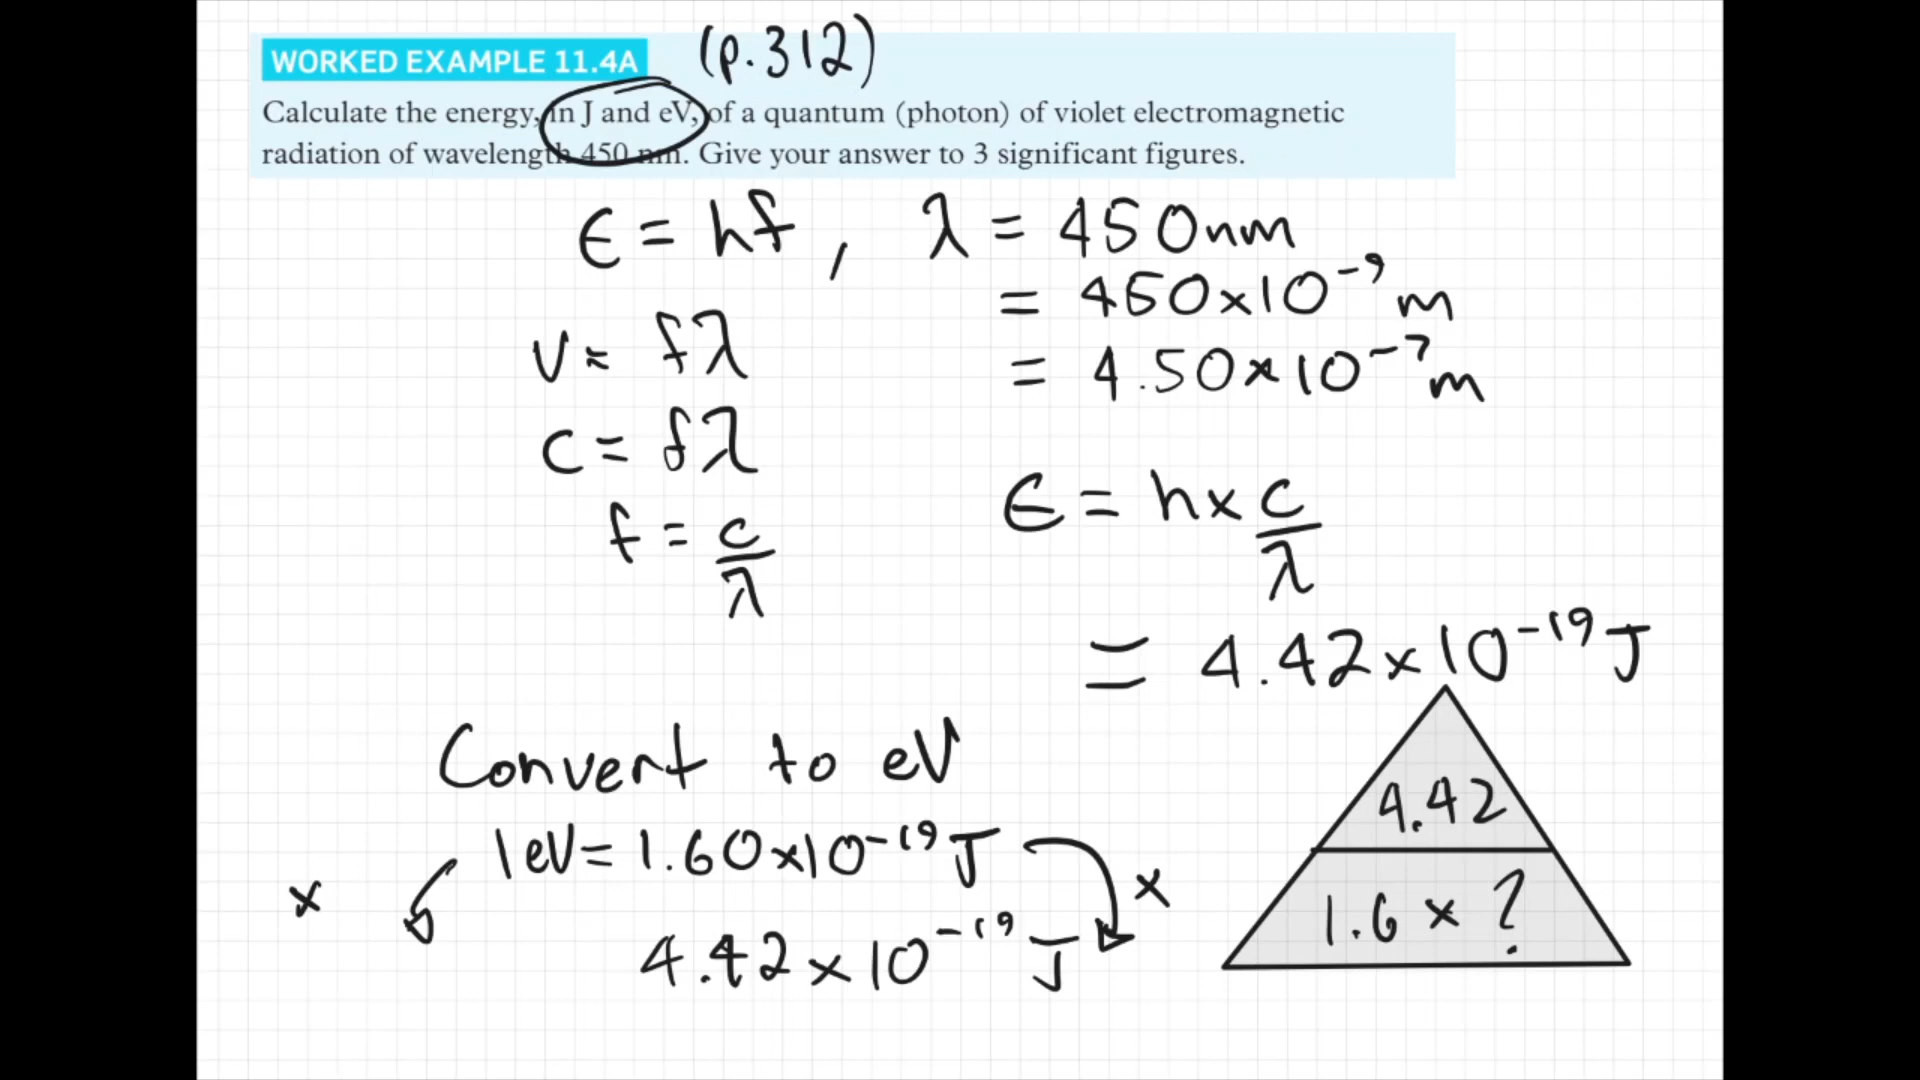 WORKED EXAMPLE 11.4A (p.312)
Calculate the energy, in J and eV, of a quantum (photon) of violet electromagnetic
radiation of wavelength 450 nm. Give your answer to 3 significant figures.
E = hf , λ = 450nm
= 450×10⁻⁹ m
v = fλ
= 4.50×10⁻⁷ m
c = fλ
E = h× c/λ
f = c/λ
= 4.42×10⁻¹⁹ J
Convert to eV
4.42
1eV = 1.60×10⁻¹⁹ J
× ×
1.6 × ?
4.42×10⁻¹⁹ J